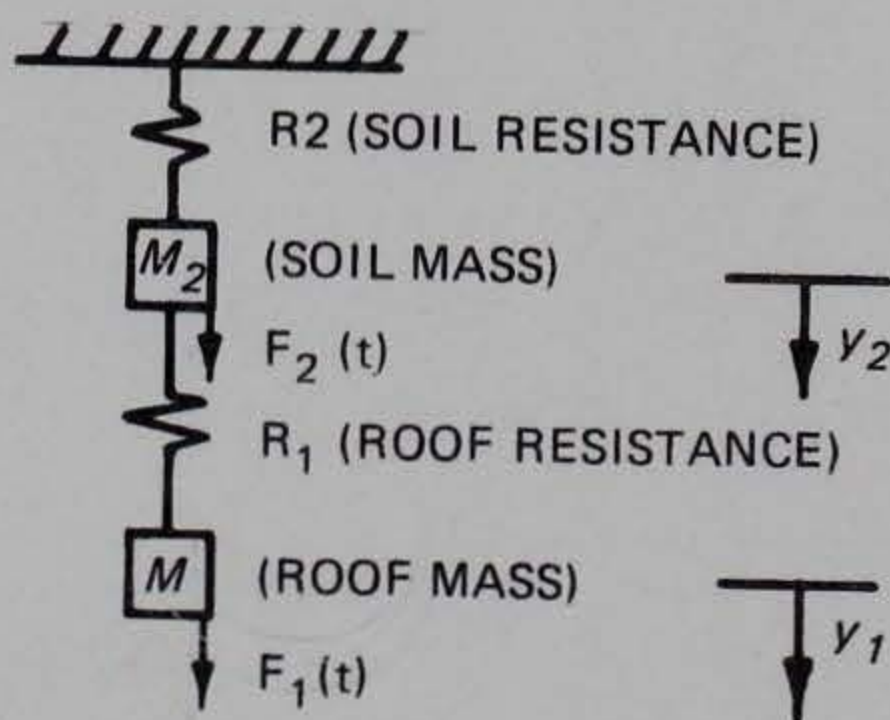 R2 (SOIL RESISTANCE)
M₂ (SOIL MASS)
F₂ (t)
y₂
R₁ (ROOF RESISTANCE)
M (ROOF MASS)
y₁
F₁(t)